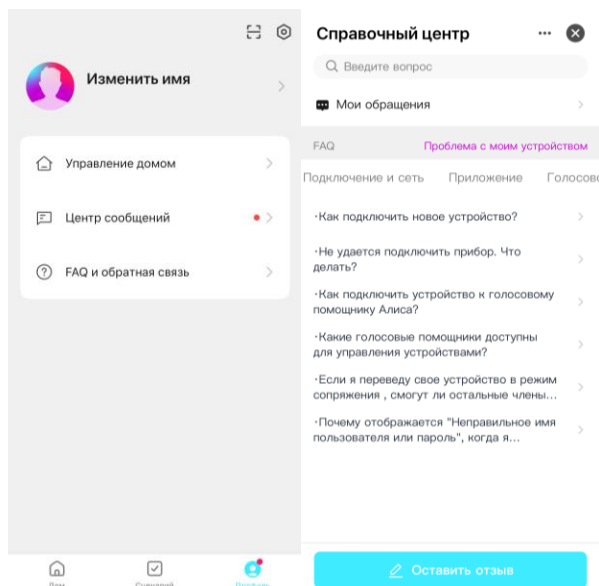 Изменить имя
Управление домом
Центр сообщений
FAQ и обратная связь
Дом
Сценарий
Профиль
Справочный центр
Введите вопрос
Мои обращения
FAQ
Проблема с моим устройством
Подключение и сеть
Приложение
Голосов
·Как подключить новое устройство?
·Не удается подключить прибор. Что
делать?
·Как подключить устройство к голосовому
помощнику Алиса?
·Какие голосовые помощники доступны
для управления устройствами?
·Если я переведу свое устройство в режим
сопряжения , смогут ли остальные члены...
·Почему отображается "Неправильное имя
пользователя или пароль", когда я...
Оставить отзыв